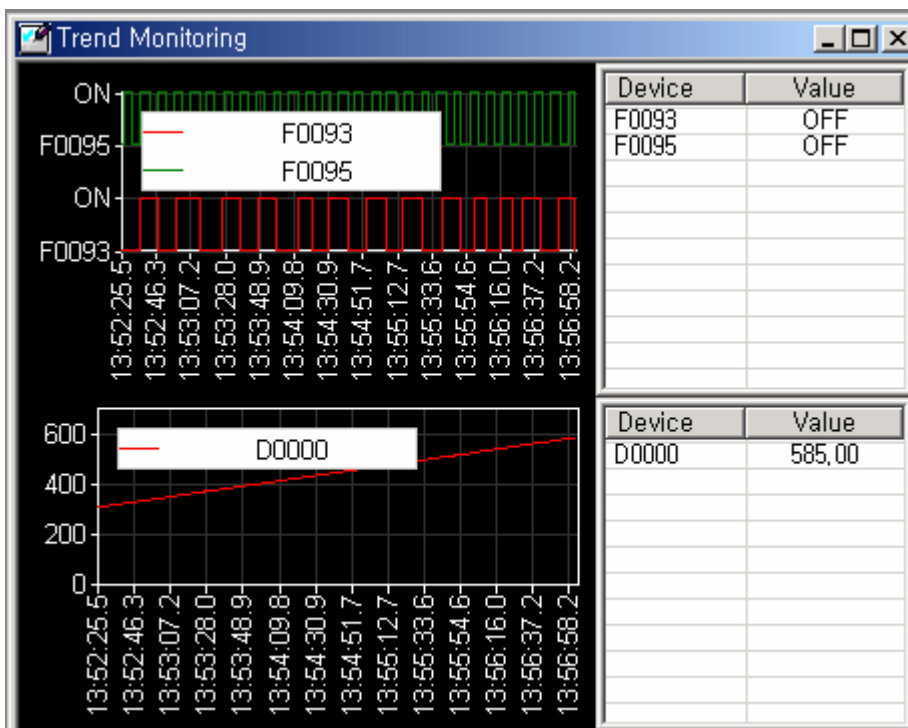 Trend Monitoring
ON
F0095
ON
F0093
F0093
F0095
13:52:25.5
13:52:46.3
13:53:07.2
13:53:28.0
13:53:48.9
13:54:09.8
13:54:30.9
13:54:51.7
13:55:12.7
13:55:33.6
13:55:54.6
13:56:16.0
13:56:37.2
13:56:58.2
Device Value
F0093 OFF
F0095 OFF
600
400
200
0
D0000
13:52:25.5
13:52:46.3
13:53:07.2
13:53:28.0
13:53:48.9
13:54:09.8
13:54:30.9
13:54:51.7
13:55:12.7
13:55:33.6
13:55:54.6
13:56:16.0
13:56:37.2
13:56:58.2
Device Value
D0000 585,00